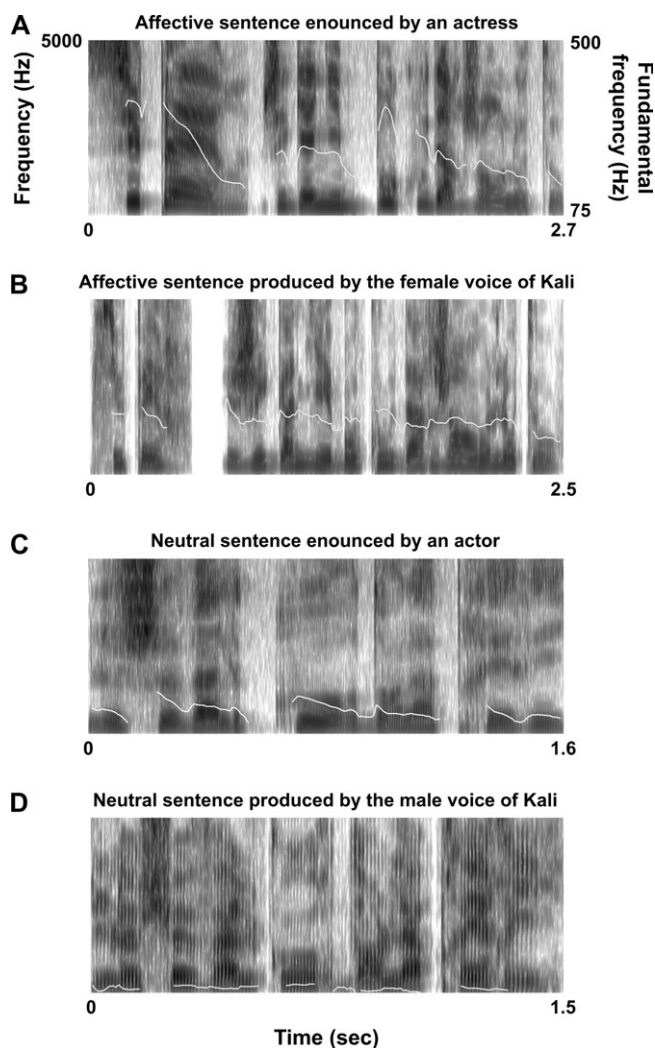 A
Affective sentence enounced by an actress
5000
500
Frequency (Hz)
Fundamental
frequency (Hz)
75
0
2.7
B
Affective sentence produced by the female voice of Kali
0
2.5
C
Neutral sentence enounced by an actor
0
1.6
D
Neutral sentence produced by the male voice of Kali
0
1.5
Time (sec)